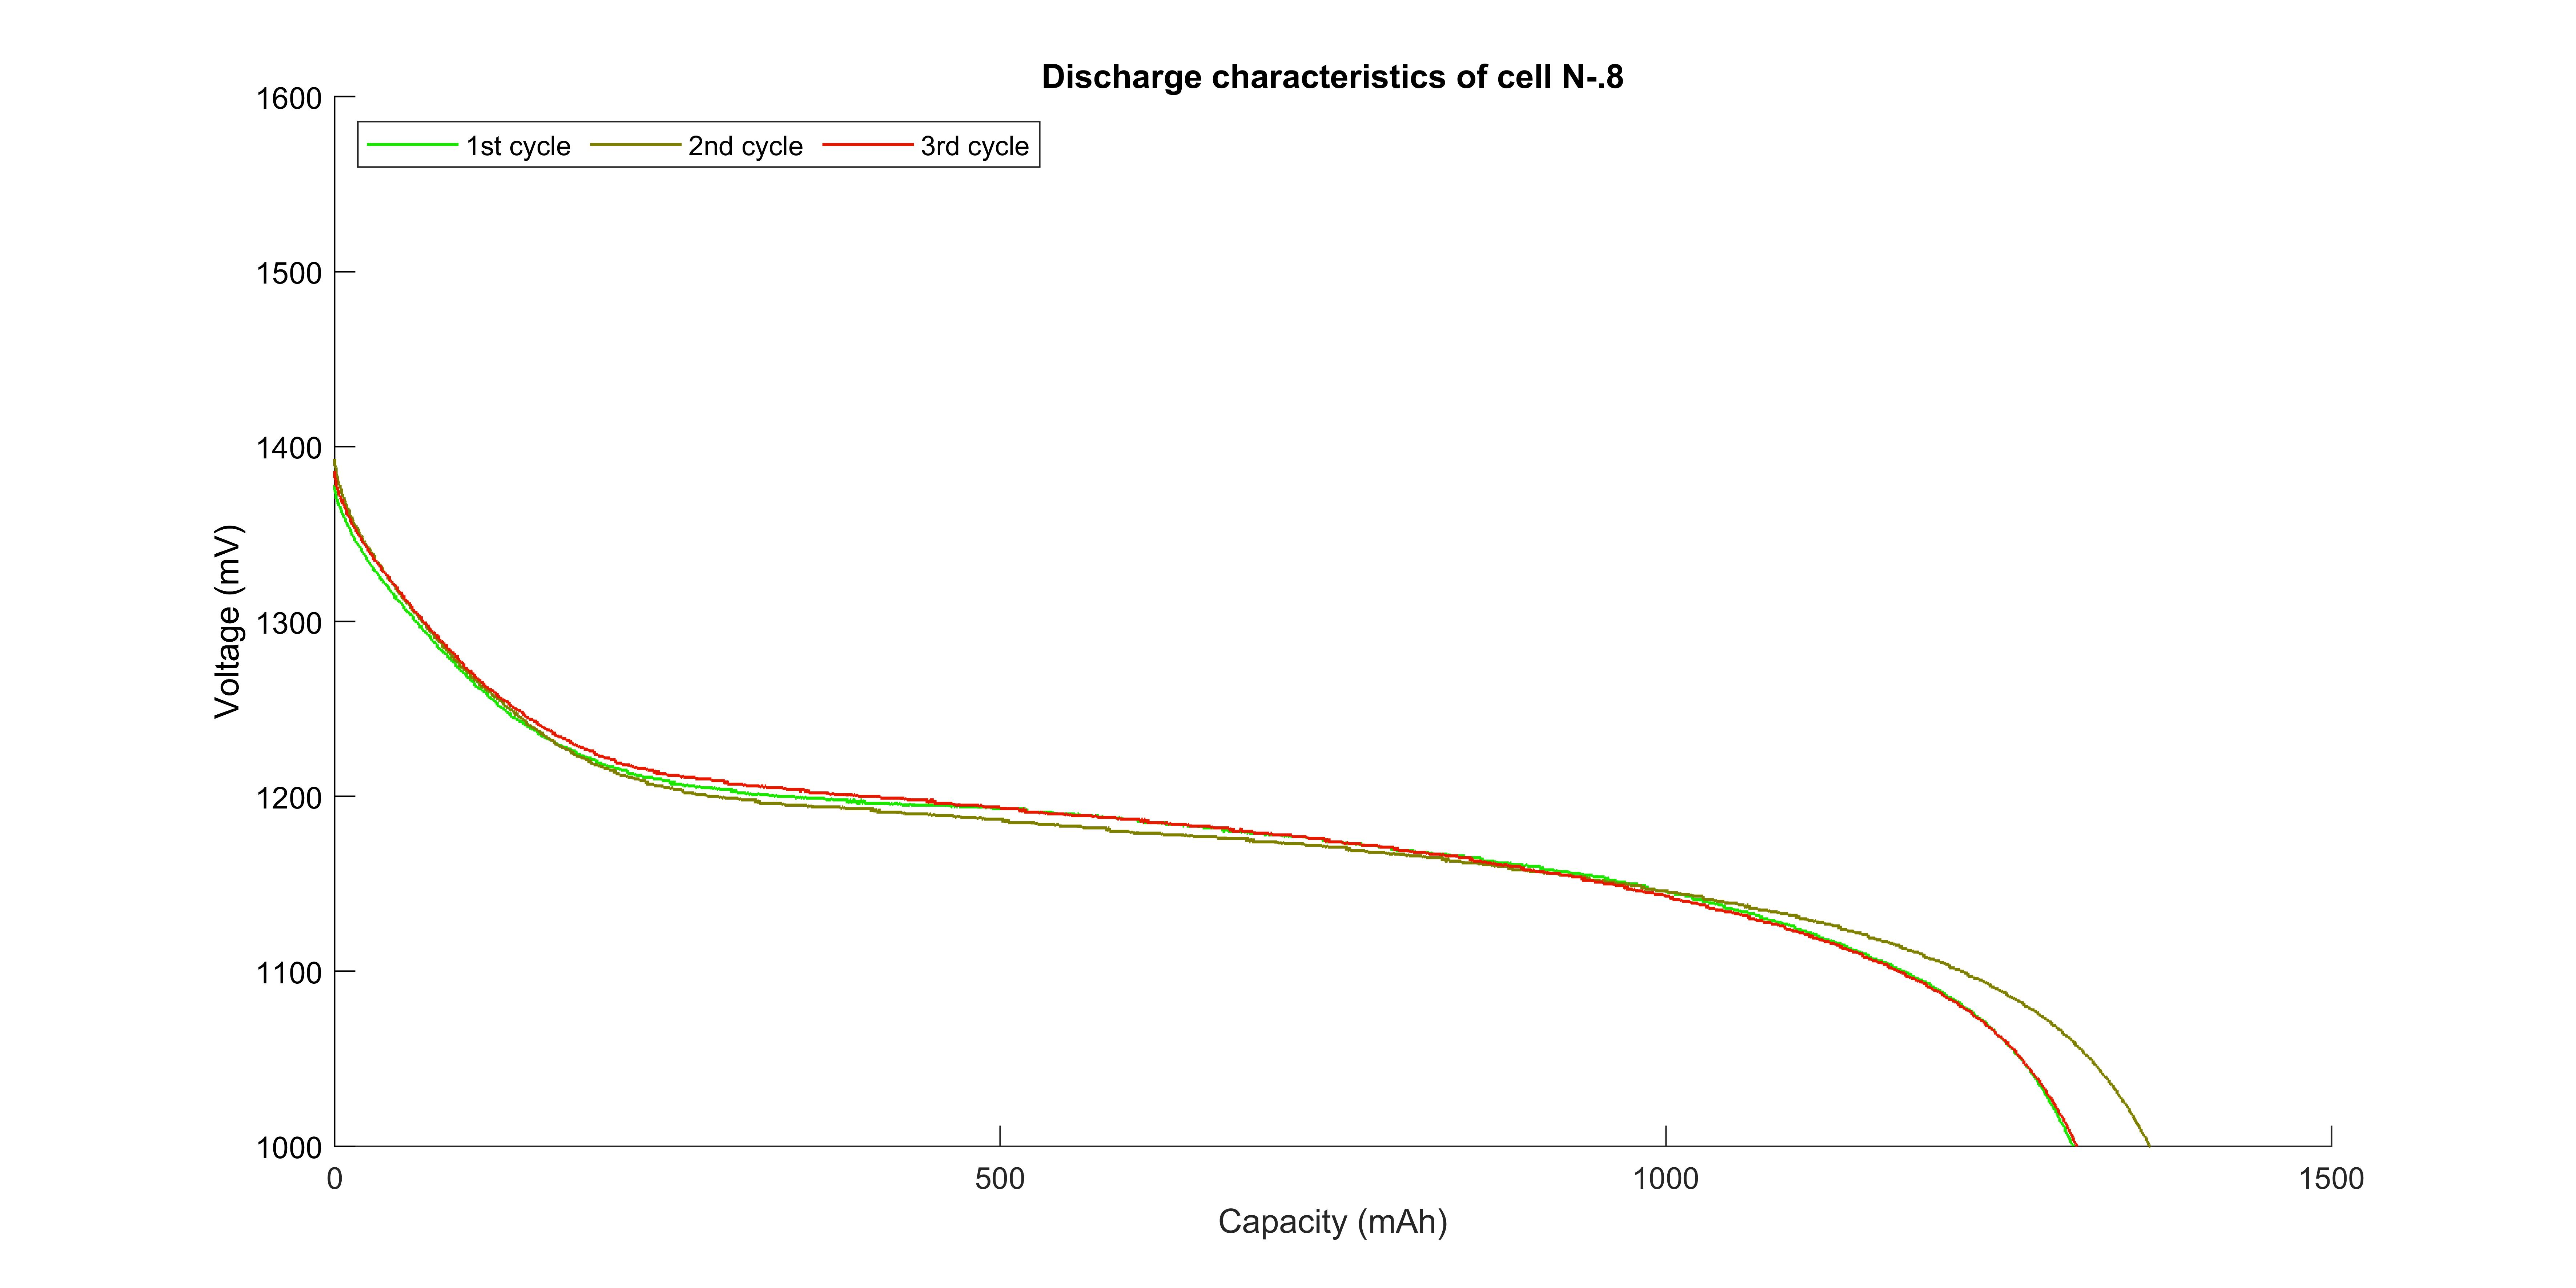 Discharge characteristics of cell N-.8
1600
1st cycle 2nd cycle 3rd cycle
1500
1400
1300
1200
1100
1000
Voltage (mV)
0 500 1000 1500
Capacity (mAh)